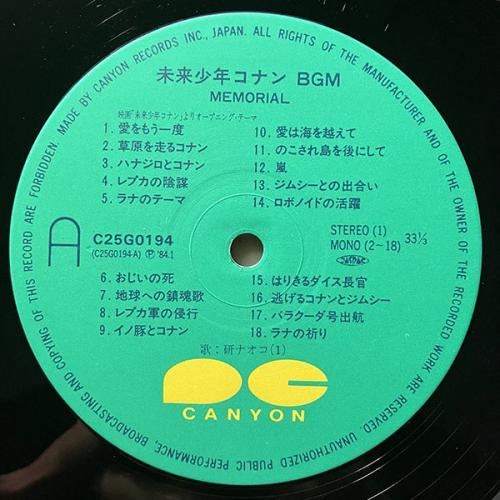 MADE BY CANYON RECORDS INC., JAPAN. ALL RIGHTS OF THE MANUFACTURER AND OF THE OWNER OF THE RECORDED WORK ARE RESERVED. UNAUTHORIZED PUBLIC PERFORMANCE, BROADCASTING AND COPYING OF THIS RECORD ARE FORBIDDEN.
未来少年コナン BGM
MEMORIAL
映画「未来少年コナン」よりオープニング・テーマ
1. 愛をもう一度
2. 草原を走るコナン
3. ハナジロとコナン
4. レプカの陰謀
5. ラナのテーマ
10. 愛は海を越えて
11. のこされ島を後にして
12. 嵐
13. ジムシーとの出合い
14. ロボノイドの活躍
A
C25G0194
(C25G0194-A) Ⓟ '84.1
STEREO (1)
MONO (2~18)
33⅓
JASRAC
6. おじいの死
7. 地球への鎮魂歌
8. レプカ軍の侵行
9. イノ豚とコナン
15. はりきるダイス長官
16. 逃げるコナンとジムシー
17. バラクーダ号出航
18. ラナの祈り
歌:研ナオコ(1)
CANYON